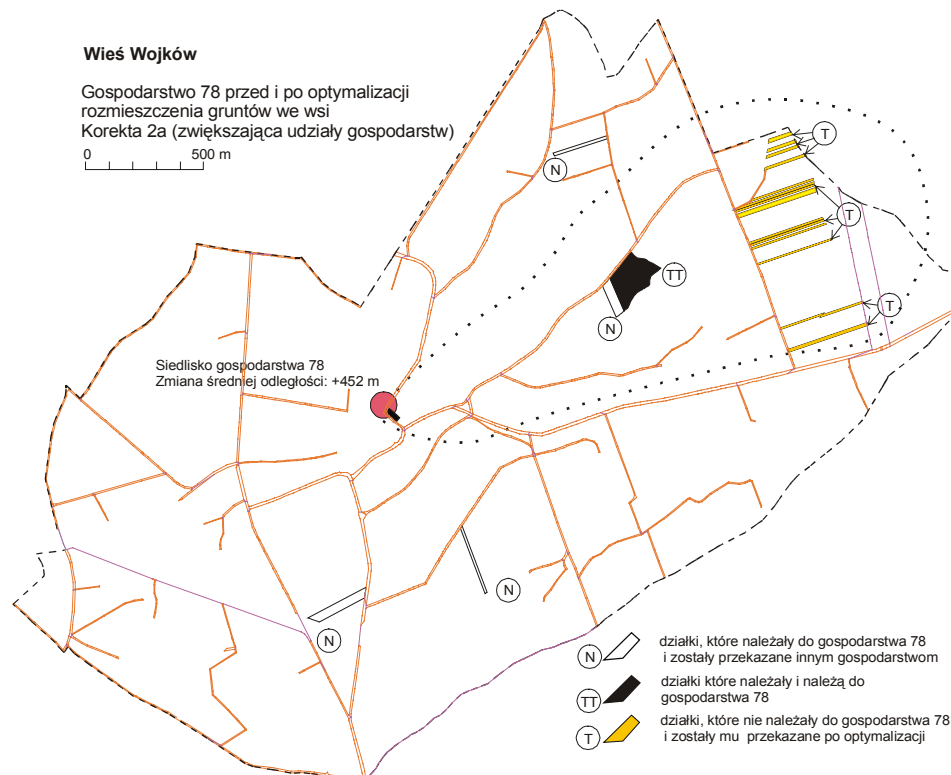 Wieś Wojków
Gospodarstwo 78 przed i po optymalizacji
rozmieszczenia gruntów we wsi
Korekta 2a (zwiększająca udziały gospodarstw)
0 500 m
T
N
T
TT
N
T
Siedlisko gospodarstwa 78
Zmiana średniej odległości: +452 m
N
N
N
działki, które należały do gospodarstwa 78
i zostały przekazane innym gospodarstwom
TT
działki które należały i należą do
gospodarstwa 78
T
działki, które nie należały do gospodarstwa 78
i zostały mu przekazane po optymalizacji